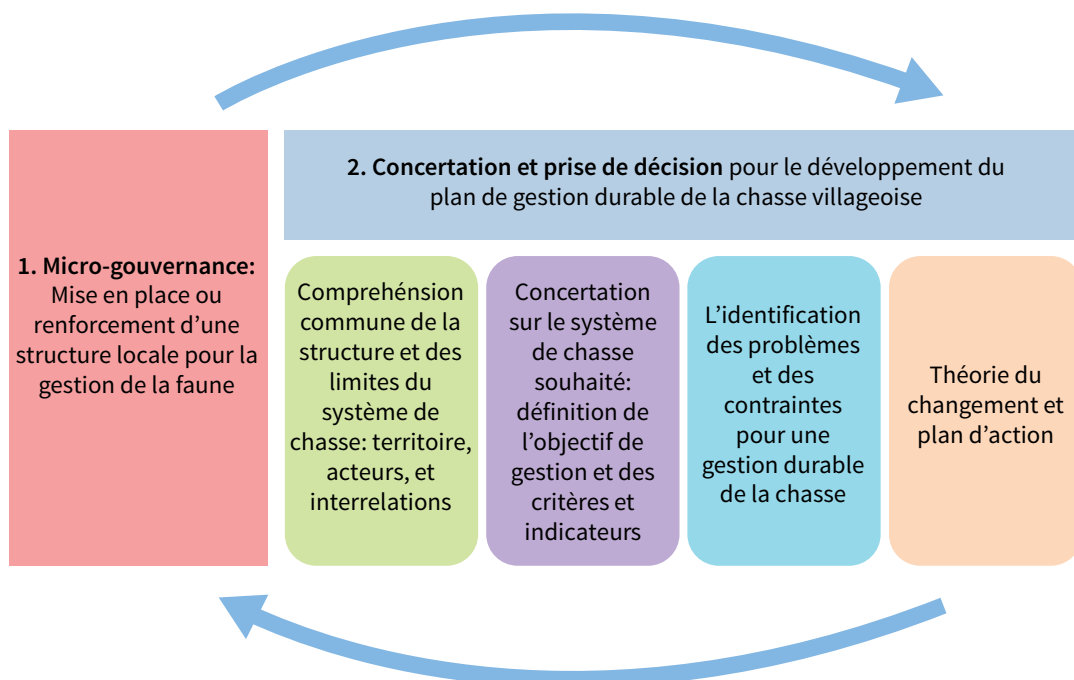 1. Micro-gouvernance:
Mise en place ou
renforcement d'une
structure locale pour la
gestion de la faune
2. Concertation et prise de décision pour le développement du
plan de gestion durable de la chasse villageoise
Comprehénsion
commune de la
structure et des
limites du
système de
chasse: territoire,
acteurs, et
interrelations
Concertation
sur le système
de chasse
souhaité:
définition de
l'objectif de
gestion et des
critères et
indicateurs
L'identification
des problèmes
et des
contraintes
pour une
gestion durable
de la chasse
Théorie du
changement et
plan d'action